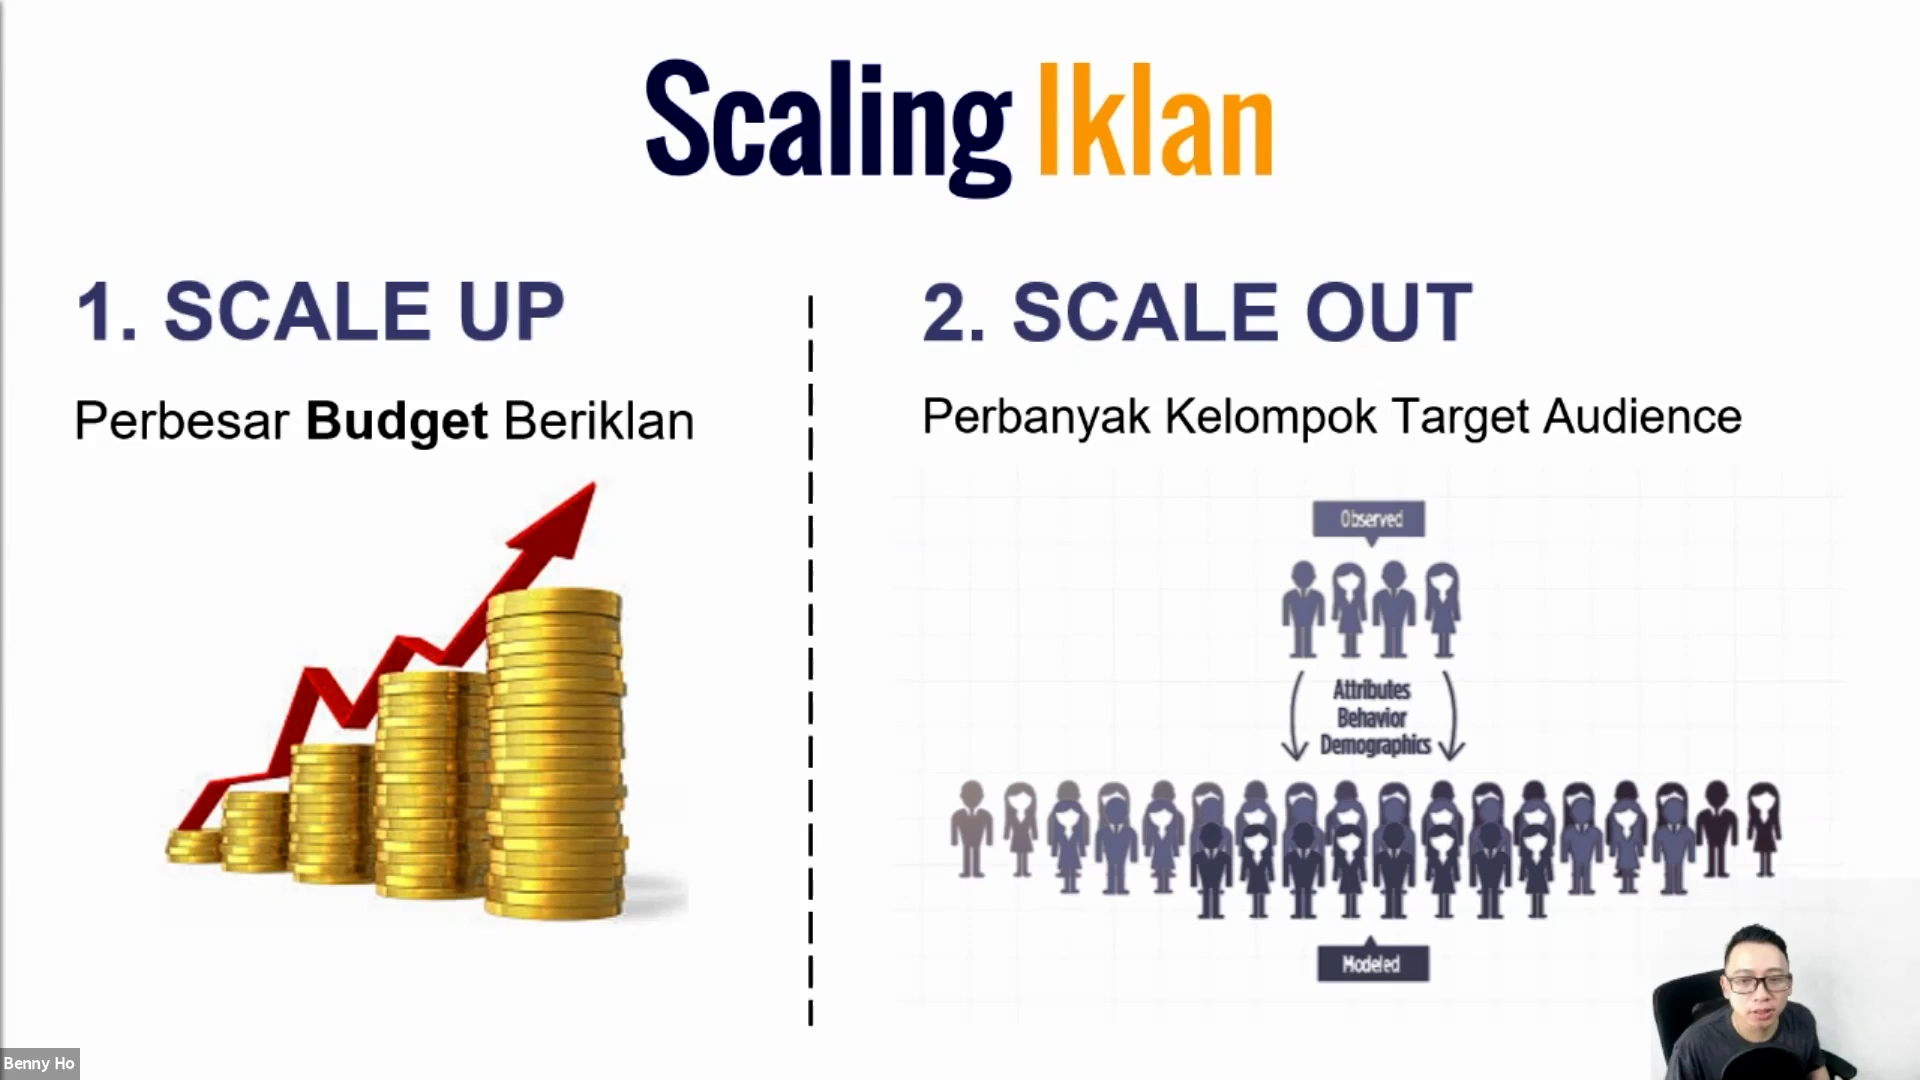 Scaling Iklan
1. SCALE UP
Perbesar Budget Beriklan
2. SCALE OUT
Perbanyak Kelompok Target Audience
Observed
Attributes
Behavior
Demographics
Modeled
Benny Ho